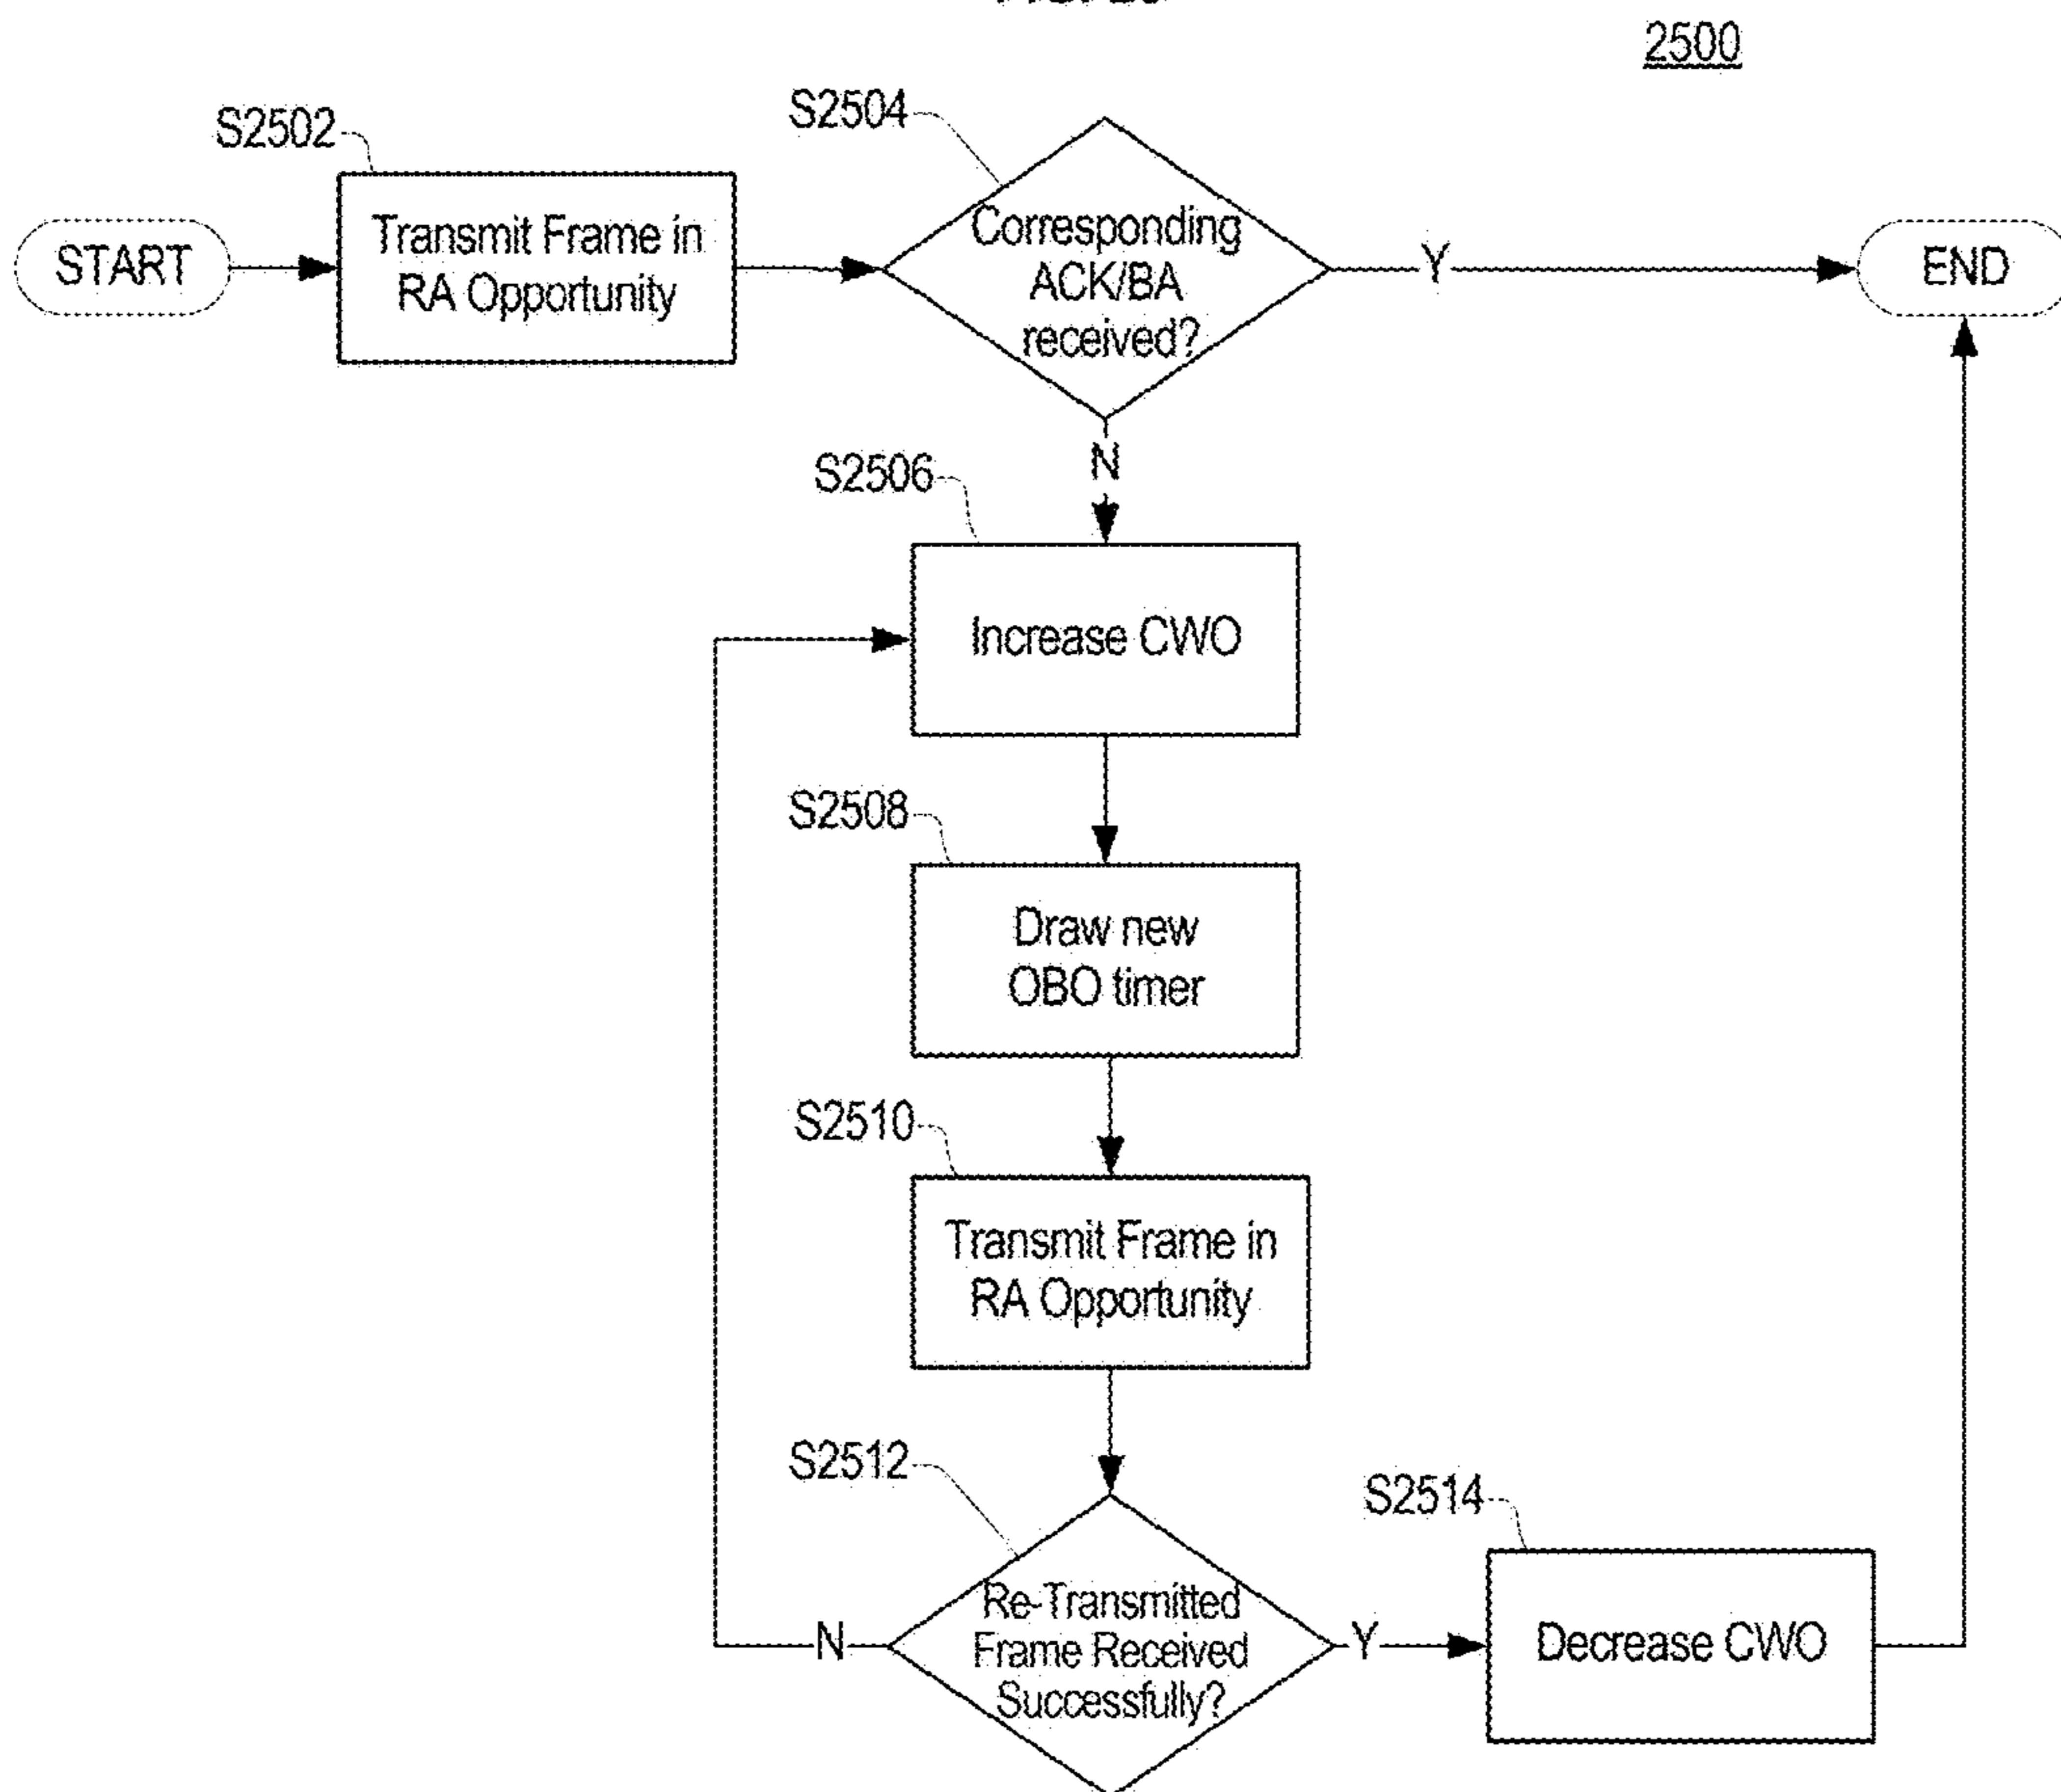 2500
S2502
S2504
START
Transmit Frame in
RA Opportunity
Corresponding
ACK/BA
received?
Y
END
N
S2506
Increase CWO
S2508
Draw new
OBO timer
S2510
Transmit Frame in
RA Opportunity
S2512
S2514
Re-Transmitted
Frame Received
Successfully?
N
Y
Decrease CWO